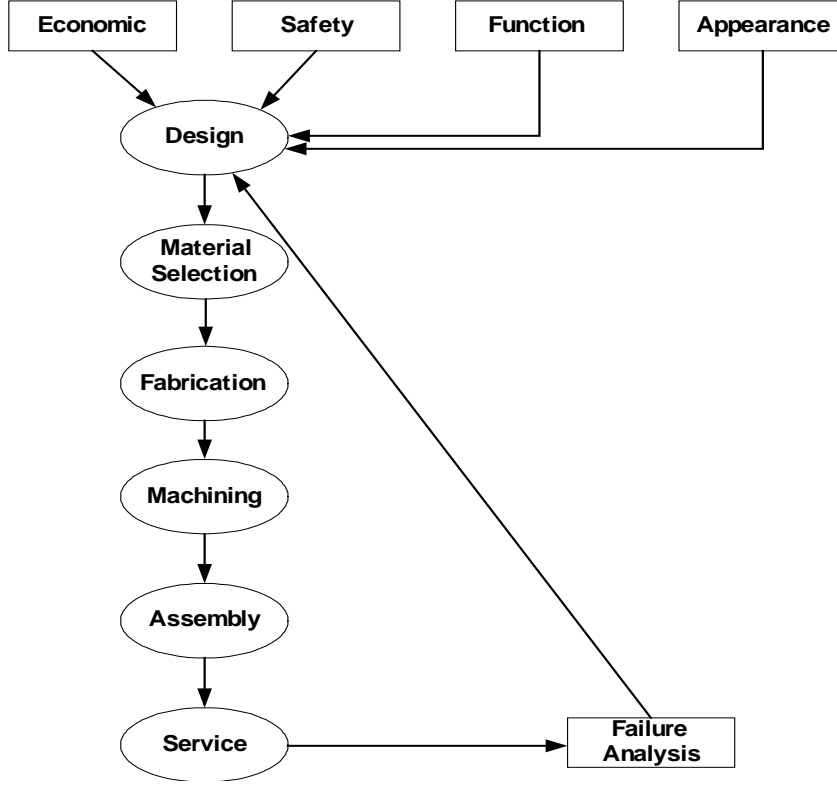 Economic
Safety
Function
Appearance
Design
Material
Selection
Fabrication
Machining
Assembly
Service
Failure
Analysis